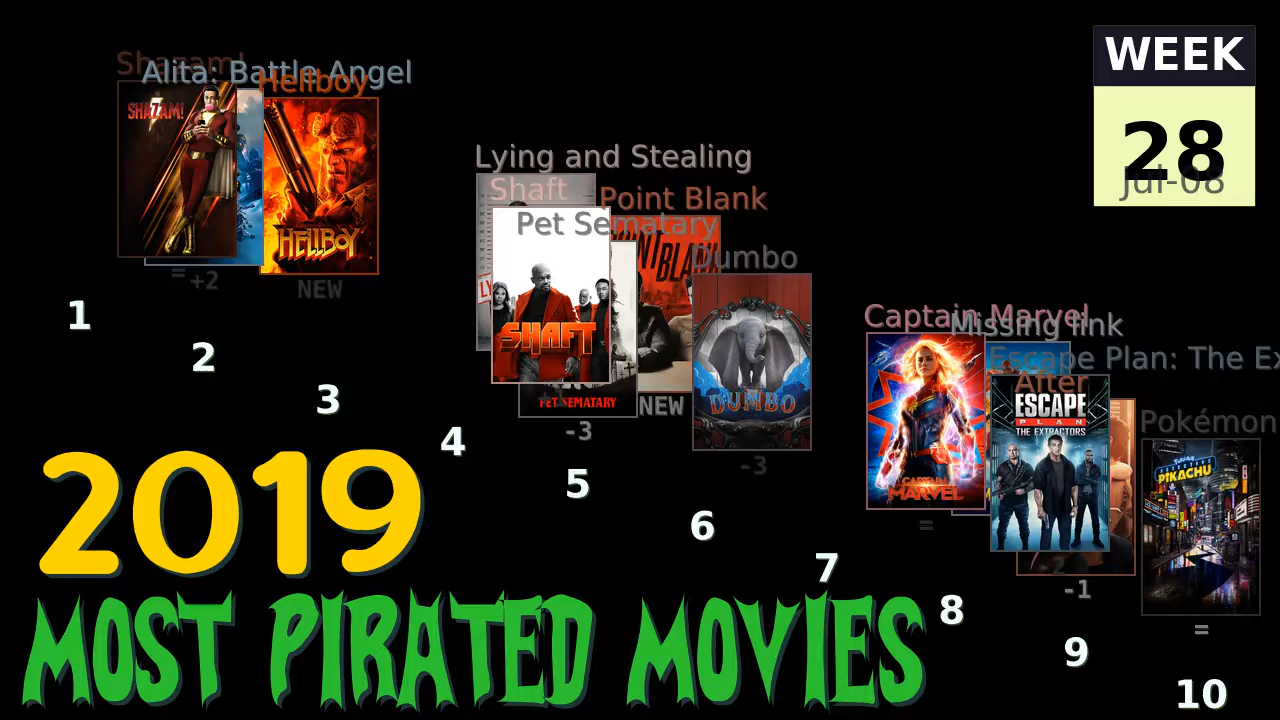 WEEK
28
Jul-08
Shazam!
Alita: Battle Angel
Hellboy
SHAZAM!
HELLBOY
=
+2
NEW
Lying and Stealing
Shaft
Point Blank
Pet Sematary
Dumbo
SHAFT
PET SEMATARY
DUMBO
NEW
-3
-3
Captain Marvel
Missing link
Escape Plan: The Ex
After
Pokémon
ESCAPE
PLAN
THE EXTRACTORS
MARVEL
POKÉMON
DETECTIVE
PIKACHU
=
-1
=
1
2
3
4
5
6
7
8
9
10
2019
MOST PIRATED MOVIES